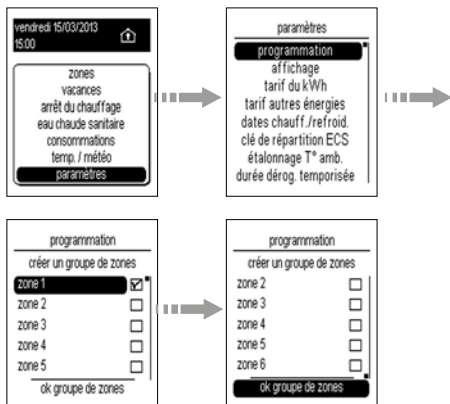 vendredi 15/03/2013
15:00
zones
vacances
arrêt du chauffage
eau chaude sanitaire
consommations
temp. / météo
paramètres
paramètres
programmation
affichage
tarif du kWh
tarif autres énergies
dates chauff./refroid.
clé de répartition ECS
étalonnage T° amb.
durée dérog. temporisée
programmation
créer un groupe de zones
zone 1
zone 2
zone 3
zone 4
zone 5
ok groupe de zones
programmation
créer un groupe de zones
zone 2
zone 3
zone 4
zone 5
zone 6
ok groupe de zones